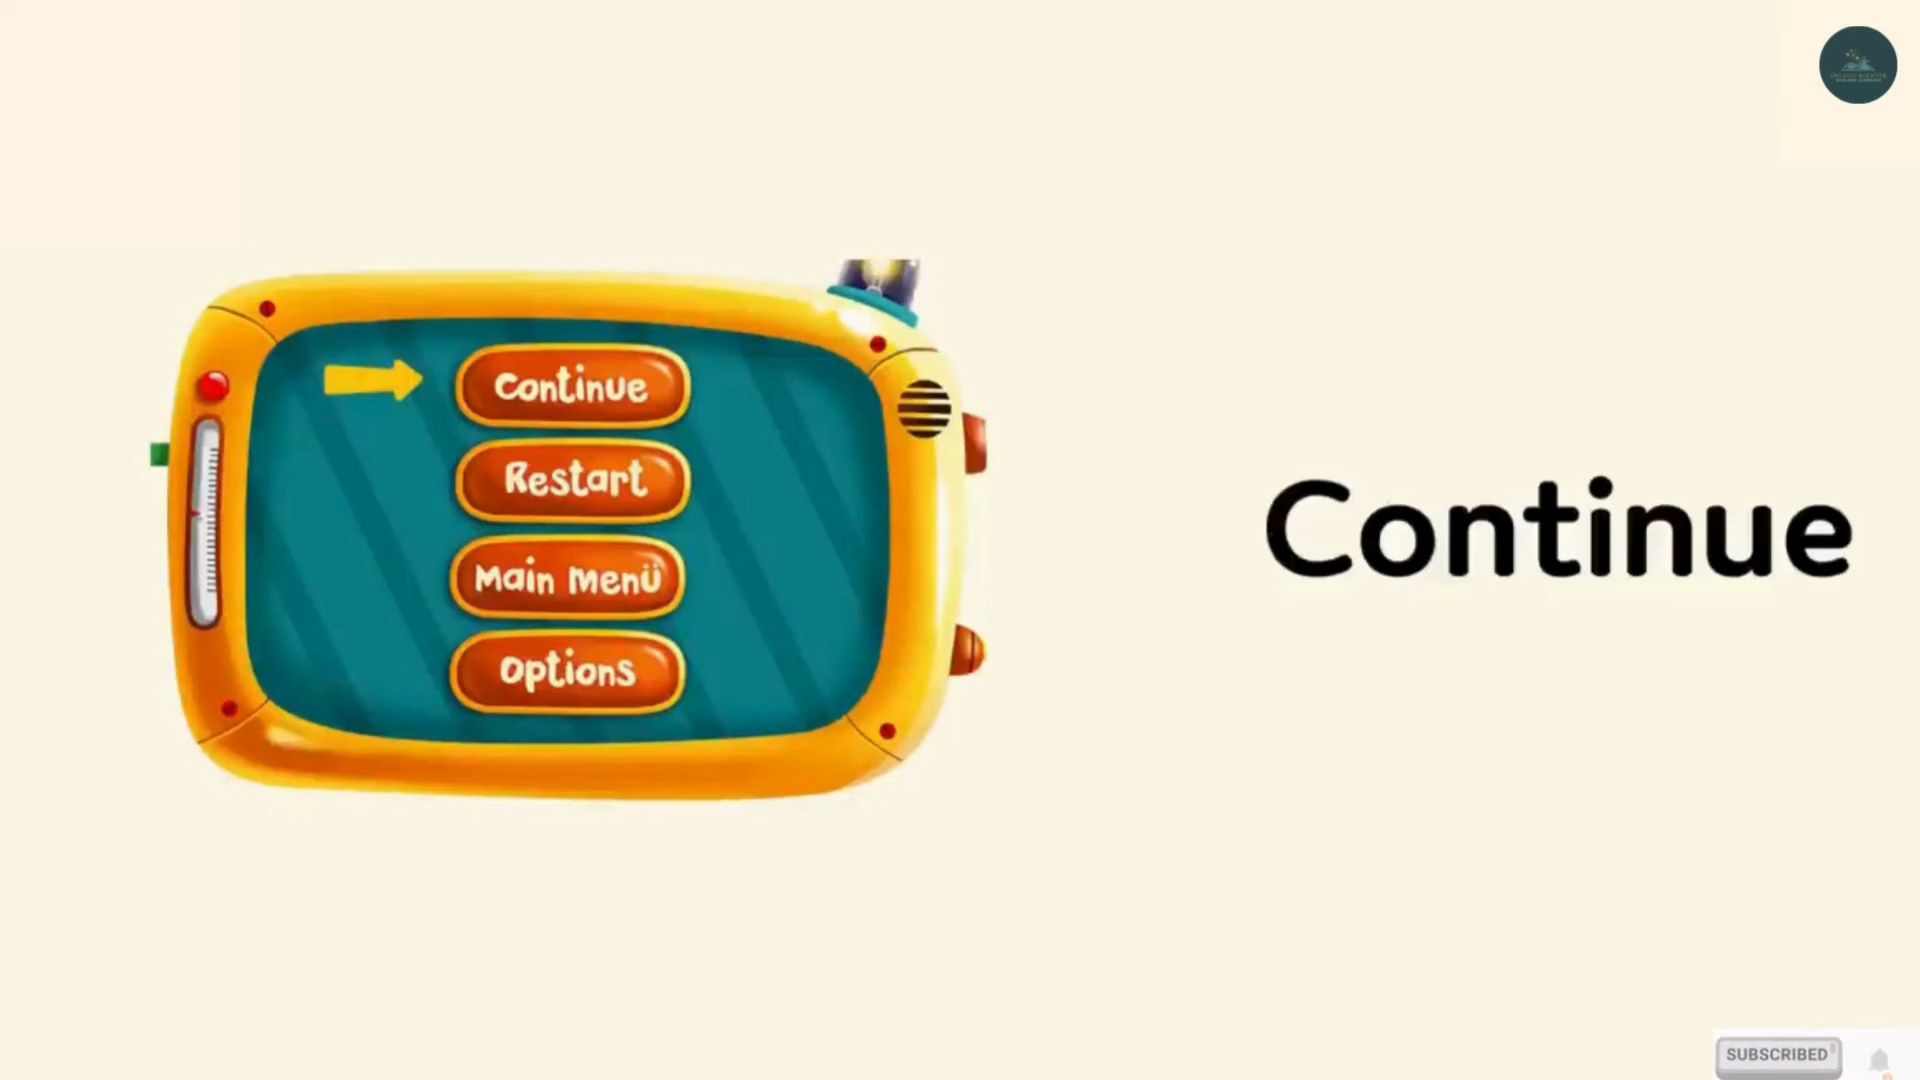 Continue
Restart
Main Menü
Options
Continue
SUBSCRIBED